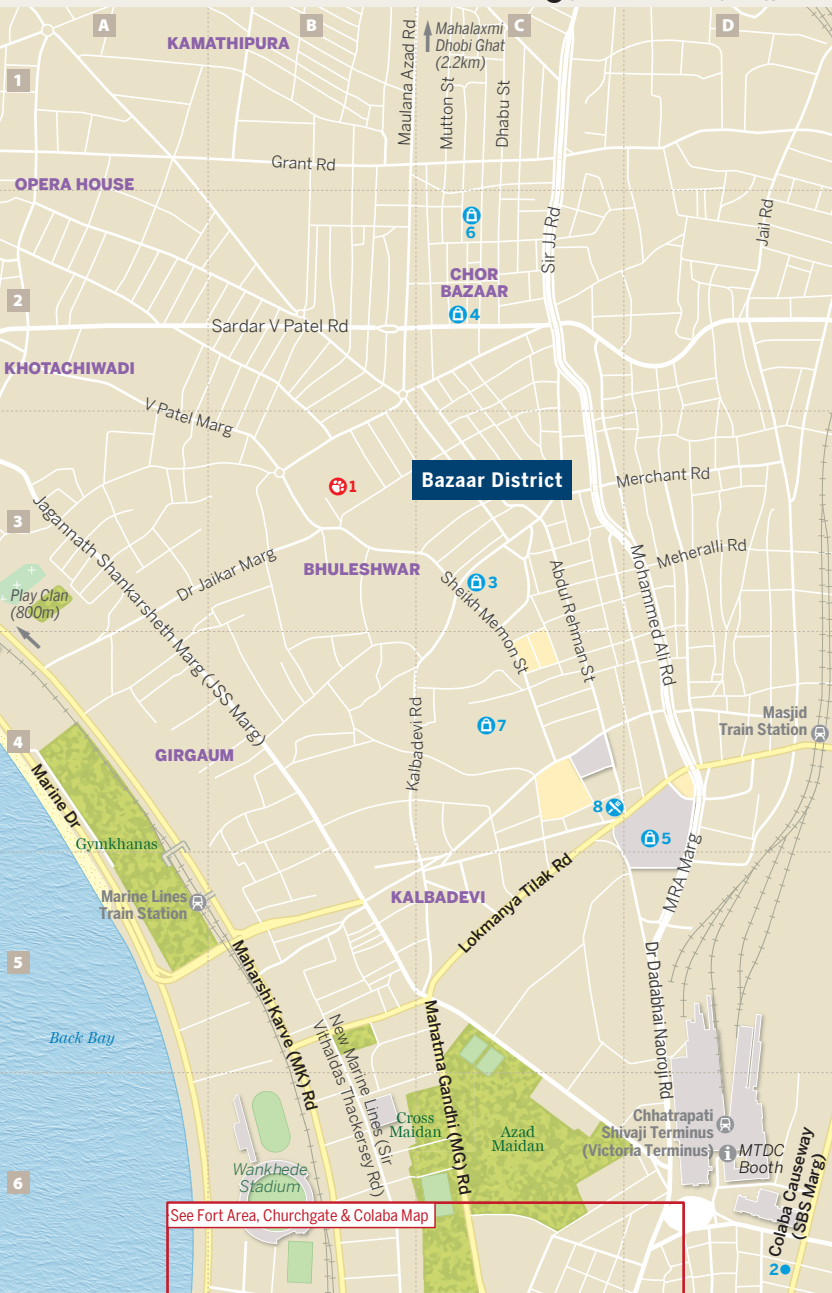 A
B
C
D
KAMATHIPURA
Maulana Azad Rd
Mahalaxmi
Dhobi Ghat
(2.2km)
1
Mutton St
Dhabu St
Grant Rd
OPERA HOUSE
6
Sir JJ Rd
Jail Rd
CHOR
BAZAAR
2
4
Sardar V Patel Rd
KHOTACHIWADI
V Patel Marg
Bazaar District
1
Merchant Rd
3
Jagannath Shankarsheth Marg (JSS Marg)
Dr Jaikar Marg
BHULESHWAR
Meheralli Rd
Mohammed Ali Rd
3
Sheikh Memon St
Abdul Rehman St
Play Clan
(800m)
Kalbadevi Rd
7
Masjid
Train Station
4
GIRGAUM
Marine Dr
8
5
Gymkhanas
MRA Marg
Marine Lines
Train Station
KALBADEVI
Lokmanya Tilak Rd
5
Maharshi Karve (MK) Rd
Dr Dadabhai Naoroji Rd
Back Bay
New Marine Lines (Sir
Vithaldas Thackersey Rd)
Mahatma Gandhi (MG) Rd
Cross
Maidan
Azad
Maidan
Chhatrapati
Shivaji Terminus
(Victoria Terminus)
MTDC
Booth
Wankhede
Stadium
6
Colaba Causeway
(SBS Marg)
See Fort Area, Churchgate & Colaba Map
2